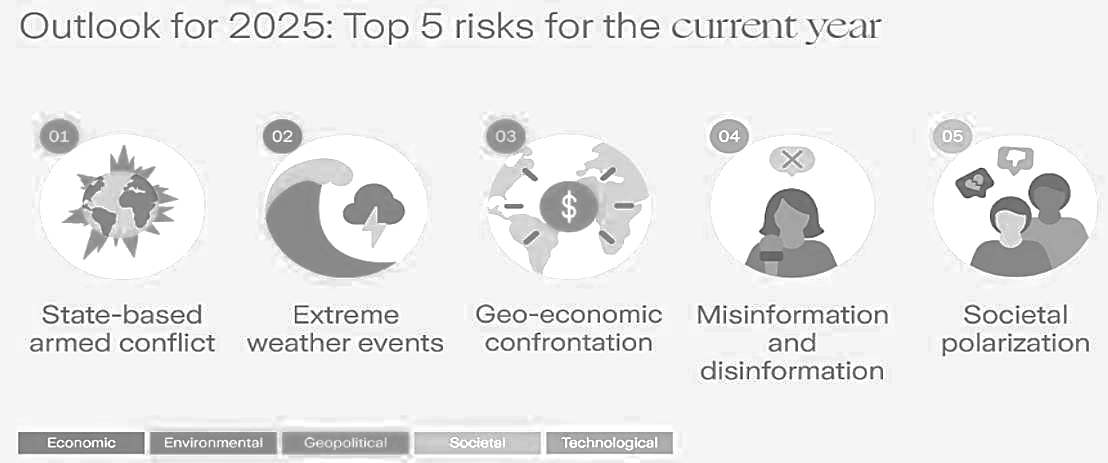 Outlook for 2025: Top 5 risks for the current year
01
02
03
04
05
$
State-based
armed conflict
Extreme
weather events
Geo-economic
confrontation
Misinformation
and
disinformation
Societal
polarization
Economic
Environmental
Geopolitical
Societal
Technological